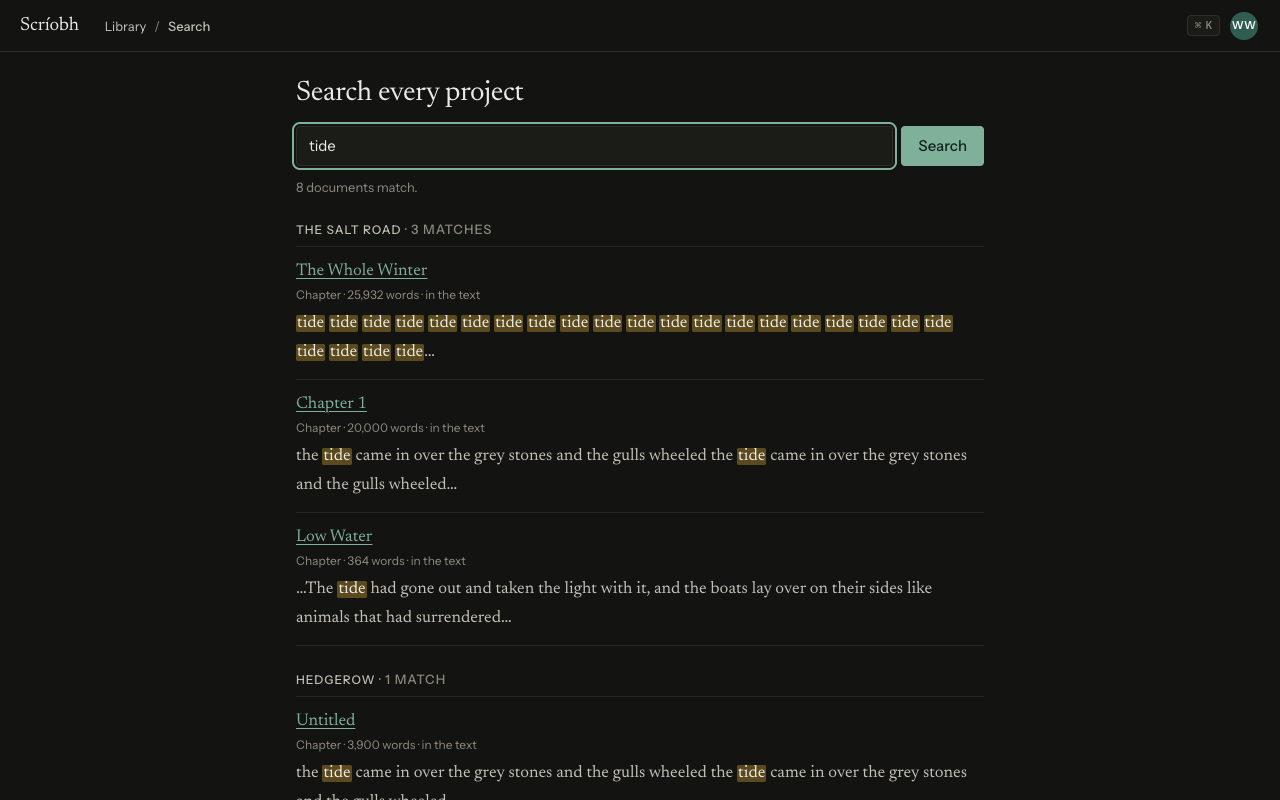 Scríobh
Library / Search
⌘ K
WW
Search every project
tide
Search
8 documents match.
THE SALT ROAD · 3 MATCHES
The Whole Winter
Chapter · 25,932 words · in the text
tide tide tide tide tide tide tide tide tide tide tide tide tide tide tide tide tide tide tide tide
tide tide tide tide…
Chapter 1
Chapter · 20,000 words · in the text
the tide came in over the grey stones and the gulls wheeled the tide came in over the grey stones
and the gulls wheeled…
Low Water
Chapter · 364 words · in the text
…The tide had gone out and taken the light with it, and the boats lay over on their sides like
animals that had surrendered…
HEDGEROW · 1 MATCH
Untitled
Chapter · 3,900 words · in the text
the tide came in over the grey stones and the gulls wheeled the tide came in over the grey stones
and the gulls wheeled